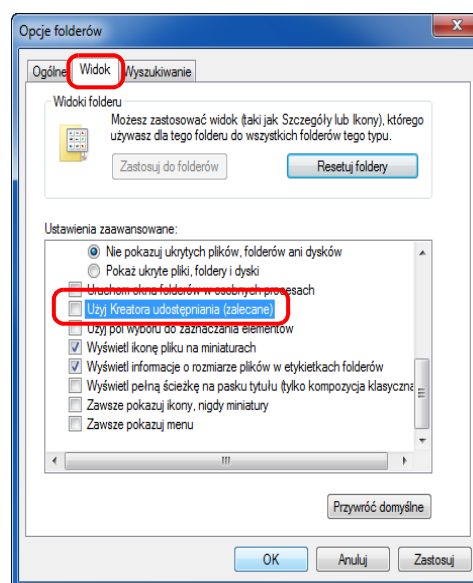 Opcje folderów
Ogólne Widok Wyszukiwanie
Widoki folderu
Możesz zastosować widok (taki jak Szczegóły lub Ikony), którego
używasz dla tego folderu do wszystkich folderów tego typu.
Zastosuj do folderów Resetuj foldery
Ustawienia zaawansowane:
Nie pokazuj ukrytych plików, folderów ani dysków
Pokaż ukryte pliki, foldery i dyski
Uruchom okna folderów w osobnych procesach
Użyj Kreatora udostępniania (zalecane)
Użyj pól wyboru do zaznaczania elementów
Wyświetl ikonę pliku na miniaturach
Wyświetl informacje o rozmiarze plików w etykietkach folderów
Wyświetl pełną ścieżkę na pasku tytułu (tylko kompozycja klasyczna
Zawsze pokazuj ikony, nigdy miniatury
Zawsze pokazuj menu
Przywróć domyślne
OK Anuluj Zastosuj